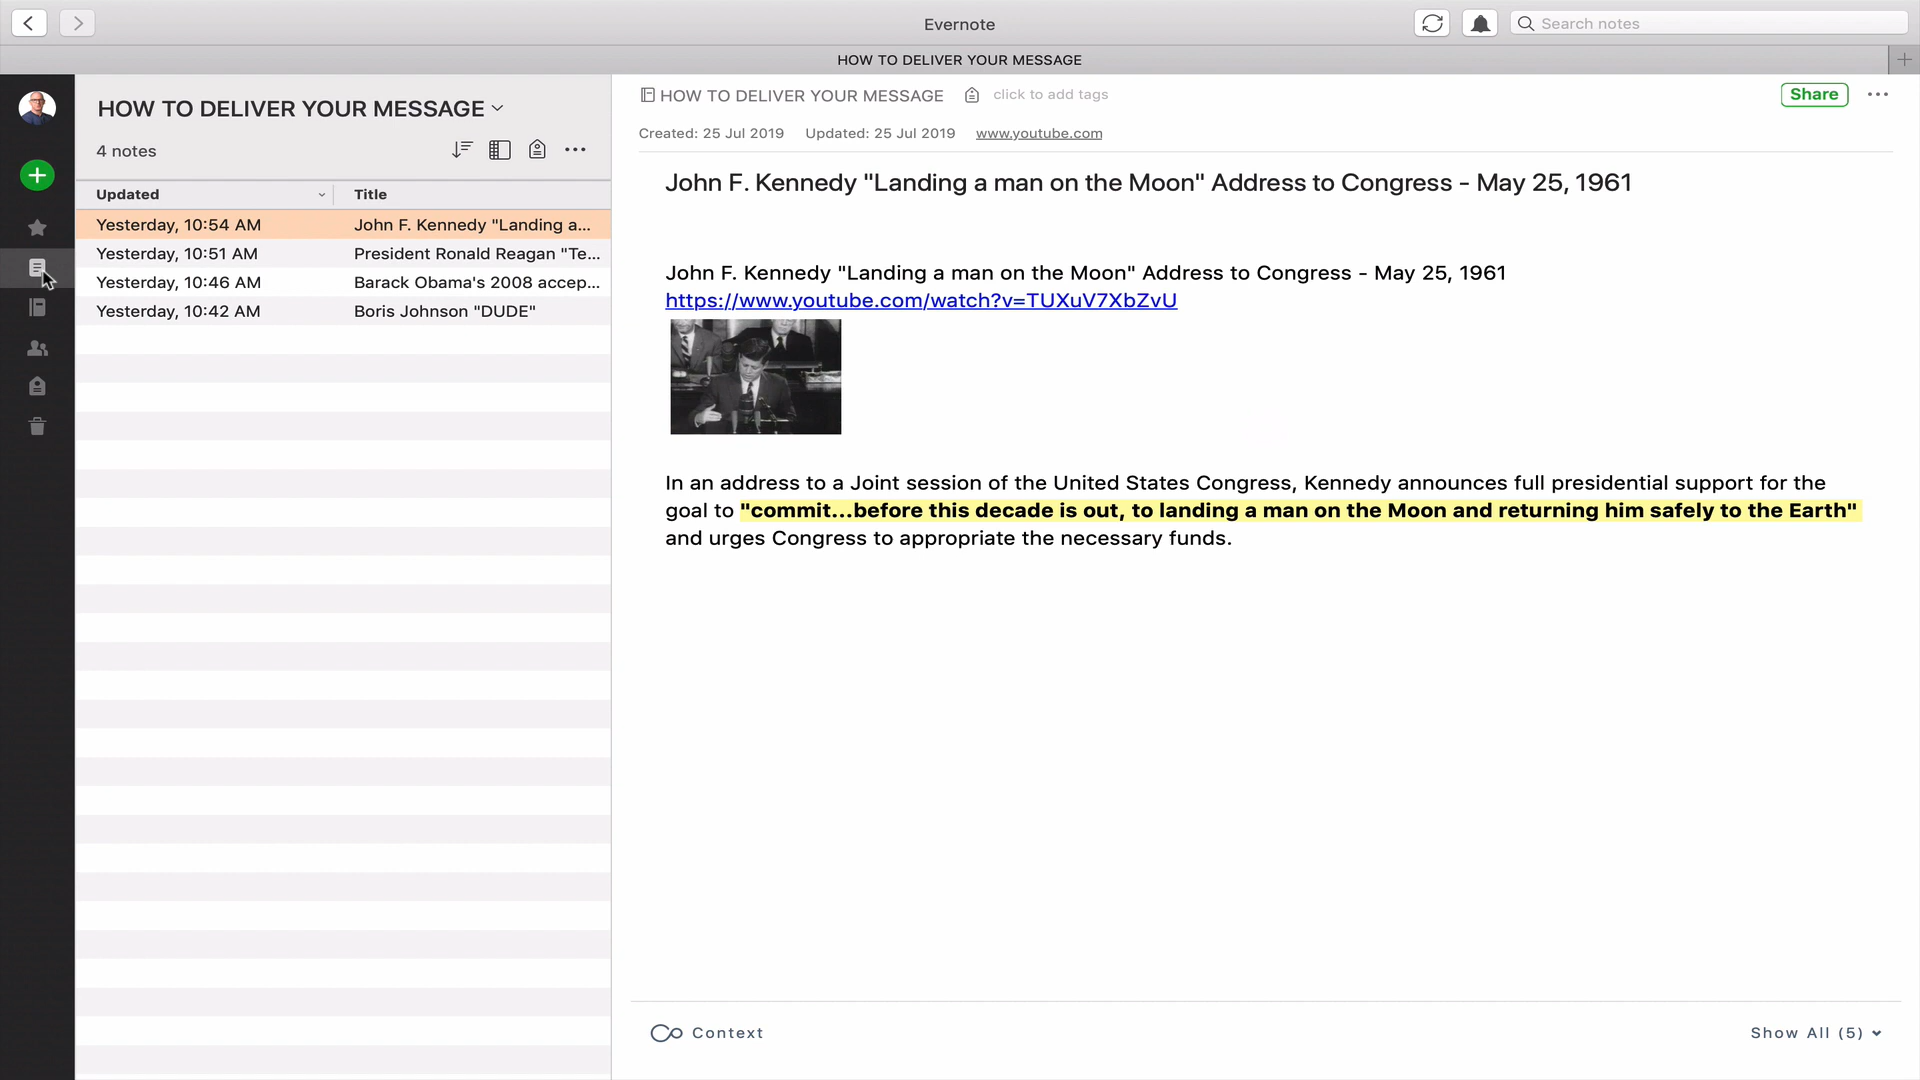 Evernote
Search notes
HOW TO DELIVER YOUR MESSAGE
HOW TO DELIVER YOUR MESSAGE
4 notes
Updated Title
Yesterday, 10:54 AM John F. Kennedy "Landing a...
Yesterday, 10:51 AM President Ronald Reagan "Te...
Yesterday, 10:46 AM Barack Obama's 2008 accep...
Yesterday, 10:42 AM Boris Johnson "DUDE"
HOW TO DELIVER YOUR MESSAGE click to add tags
Share
Created: 25 Jul 2019 Updated: 25 Jul 2019 www.youtube.com
John F. Kennedy "Landing a man on the Moon" Address to Congress - May 25, 1961
John F. Kennedy "Landing a man on the Moon" Address to Congress - May 25, 1961
https://www.youtube.com/watch?v=TUXuV7XbZvU
In an address to a Joint session of the United States Congress, Kennedy announces full presidential support for the
goal to "commit...before this decade is out, to landing a man on the Moon and returning him safely to the Earth"
and urges Congress to appropriate the necessary funds.
Context
Show All (5)